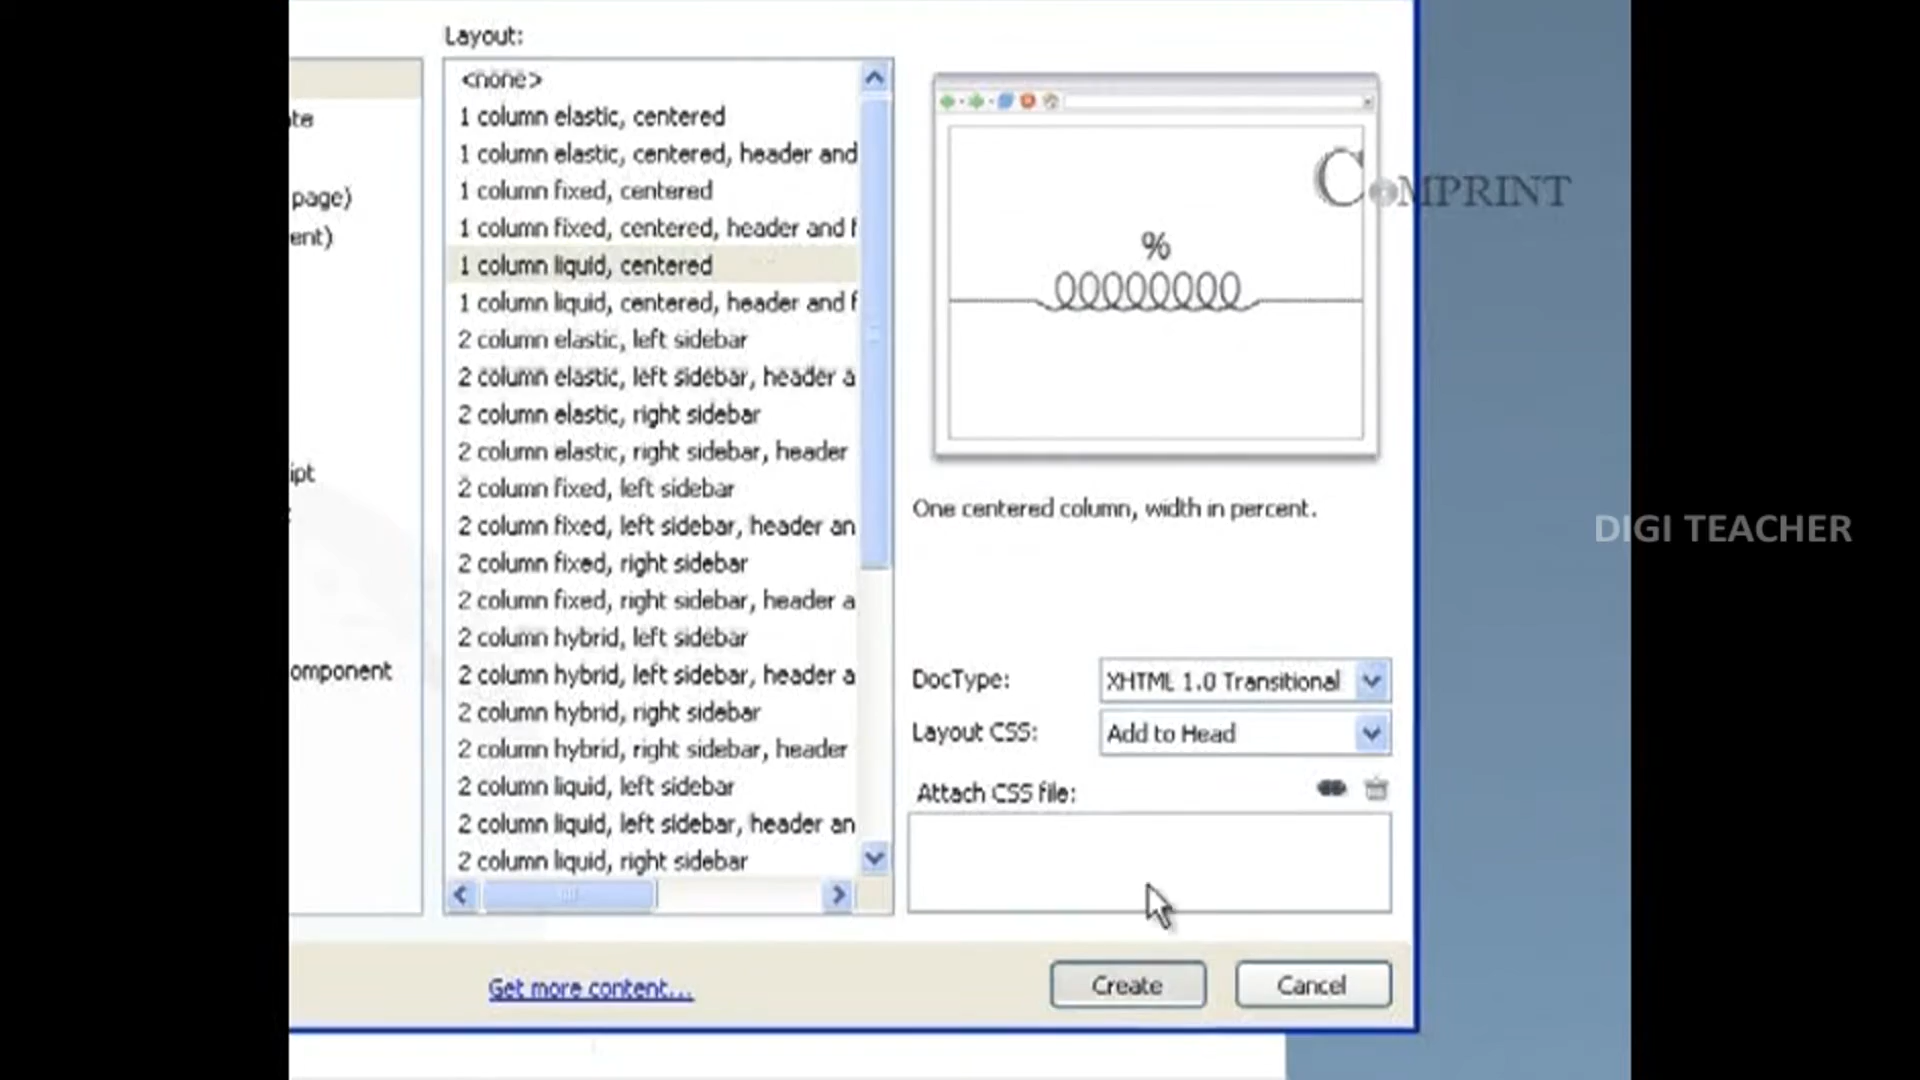 Layout:
<none>
1 column elastic, centered
1 column elastic, centered, header and
1 column fixed, centered
1 column fixed, centered, header and f
1 column liquid, centered
1 column liquid, centered, header and f
2 column elastic, left sidebar
2 column elastic, left sidebar, header a
2 column elastic, right sidebar
2 column elastic, right sidebar, header
2 column fixed, left sidebar
2 column fixed, left sidebar, header an
2 column fixed, right sidebar
2 column fixed, right sidebar, header a
2 column hybrid, left sidebar
2 column hybrid, left sidebar, header a
2 column hybrid, right sidebar
2 column hybrid, right sidebar, header
2 column liquid, left sidebar
2 column liquid, left sidebar, header an
2 column liquid, right sidebar
page)
ent)
ipt
omponent
%
COMPRINT
One centered column, width in percent.
DIGI TEACHER
DocType: XHTML 1.0 Transitional
Layout CSS: Add to Head
Attach CSS file:
Get more content...
Create
Cancel